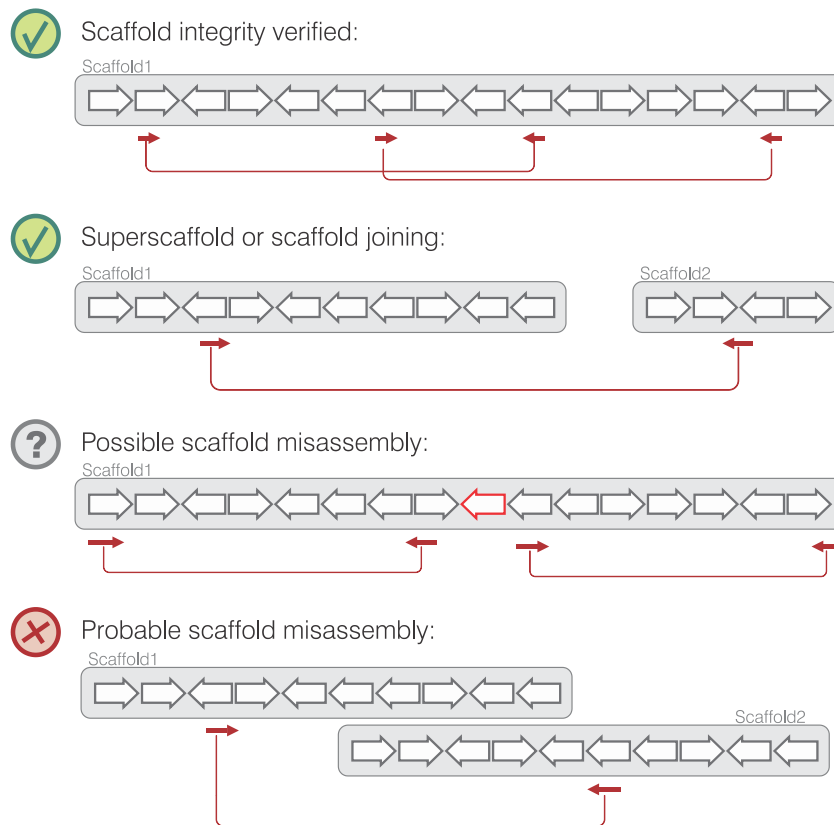 Scaffold integrity verified:
Scaffold1
Superscaffold or scaffold joining:
Scaffold1
Scaffold2
?
Possible scaffold misassembly:
Scaffold1
Probable scaffold misassembly:
Scaffold1
Scaffold2